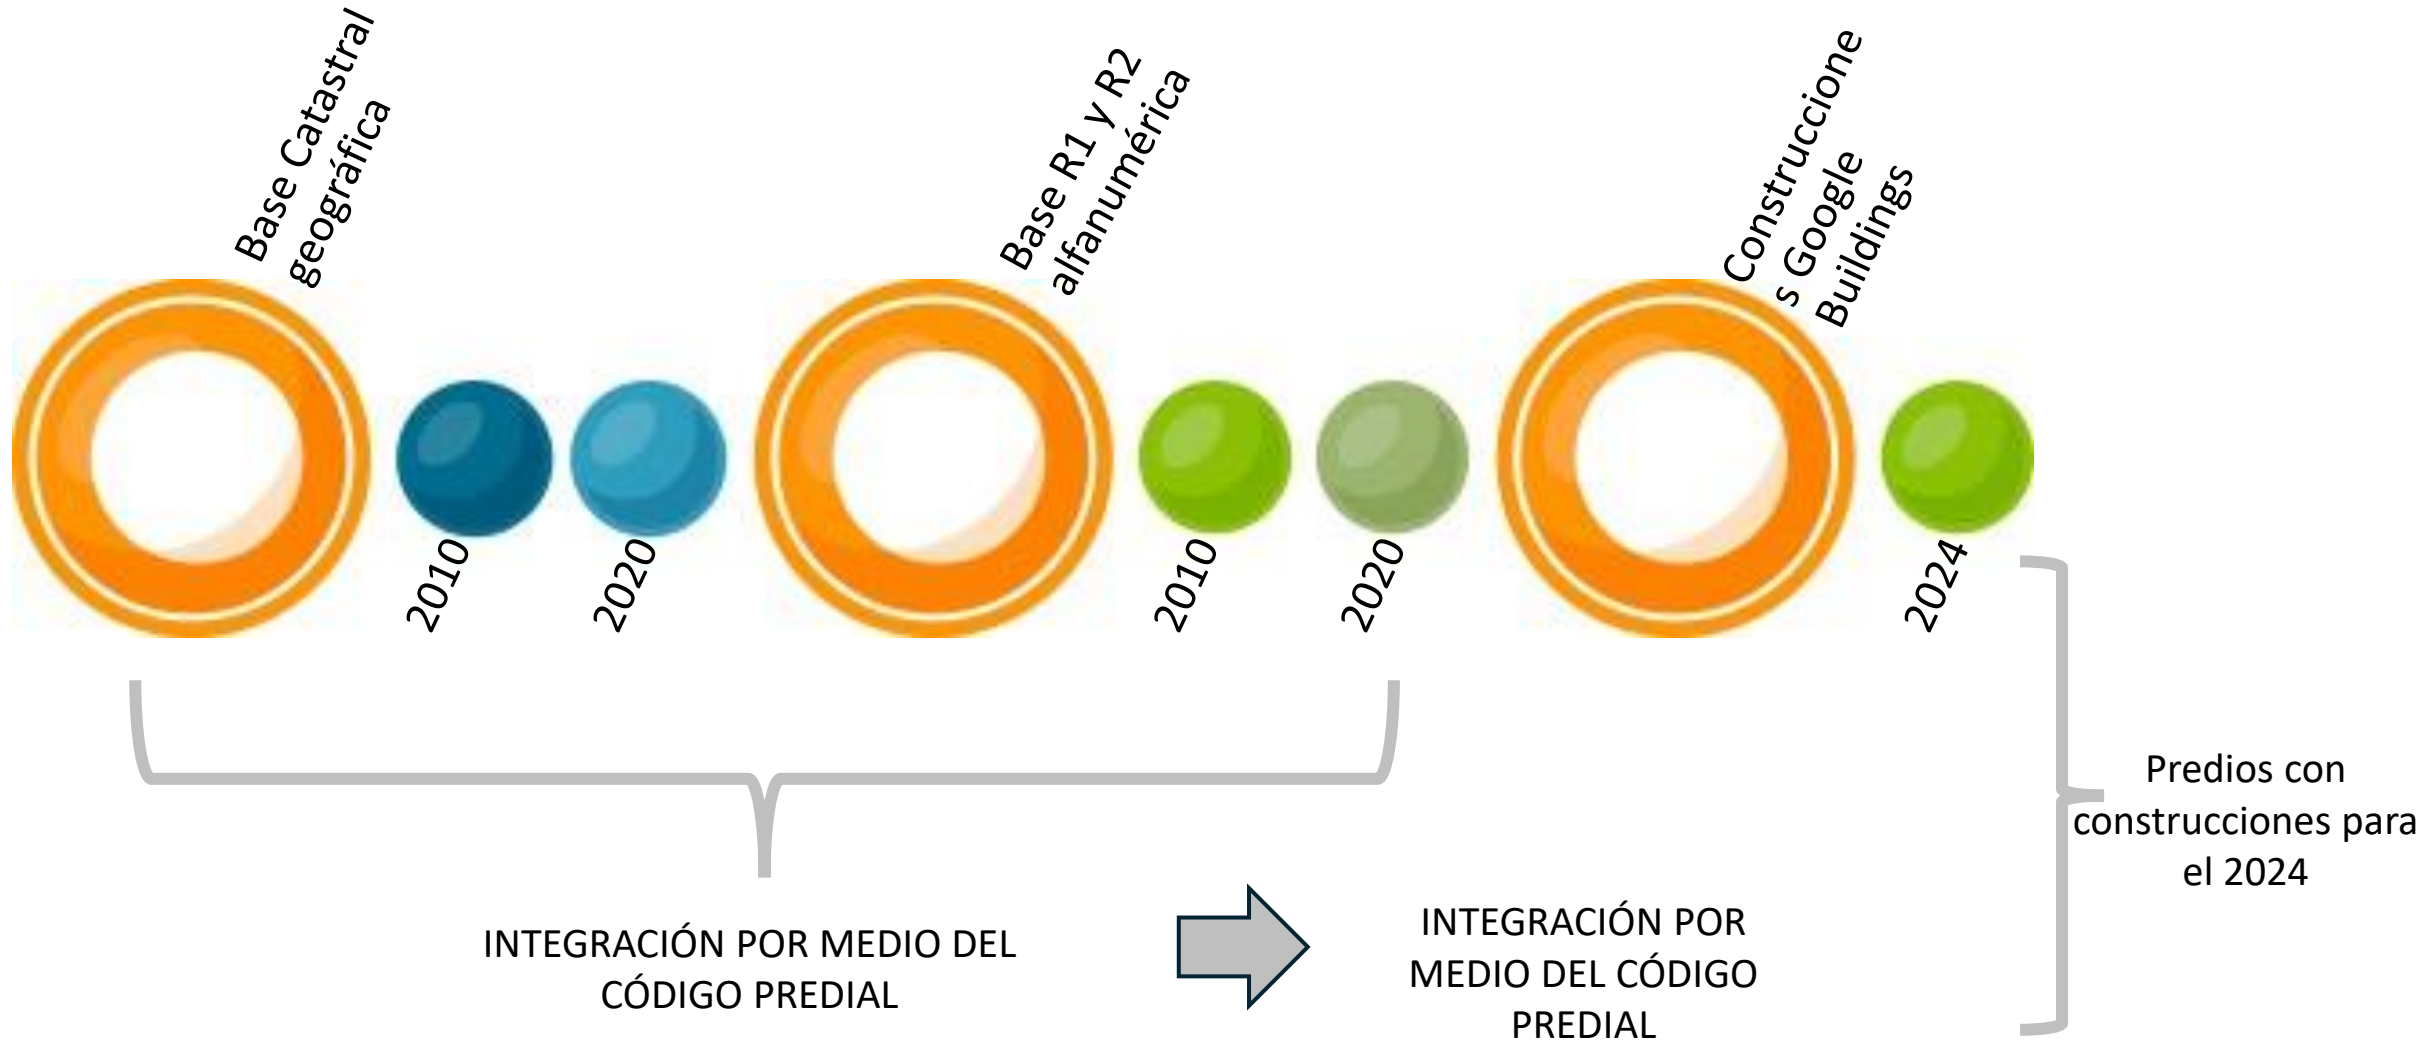 Base Catastral
geográfica
Base R1 y R2
alfanumérica
Construccione
s Google
Buildings
2010
2020
2010
2020
2024
Predios con
construcciones para
el 2024
INTEGRACIÓN POR MEDIO DEL
CÓDIGO PREDIAL
INTEGRACIÓN POR
MEDIO DEL CÓDIGO
PREDIAL